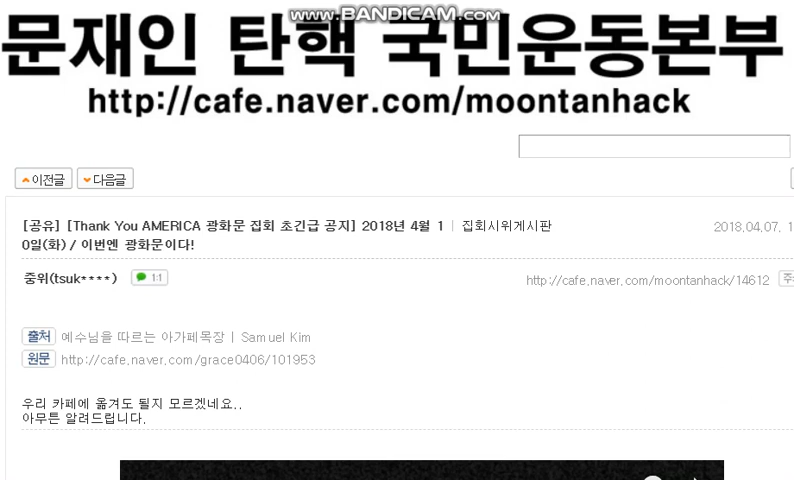 www.BANDICAM.com
문재인 탄핵 국민운동본부
http://cafe.naver.com/moontanhack
이전글 다음글
[공유] [Thank You AMERICA 광화문 집회 초긴급 공지] 2018년 4월 1 | 집회시위게시판 2018.04.07. 1
0일(화) / 이번엔 광화문이다!
중위(tsuk****) 1:1 http://cafe.naver.com/moontanhack/14612 주
출처 예수님을 따르는 아가페목장 | Samuel Kim
원문 http://cafe.naver.com/grace0406/101953
우리 카페에 옮겨도 될지 모르겠네요..
아무튼 알려드립니다.